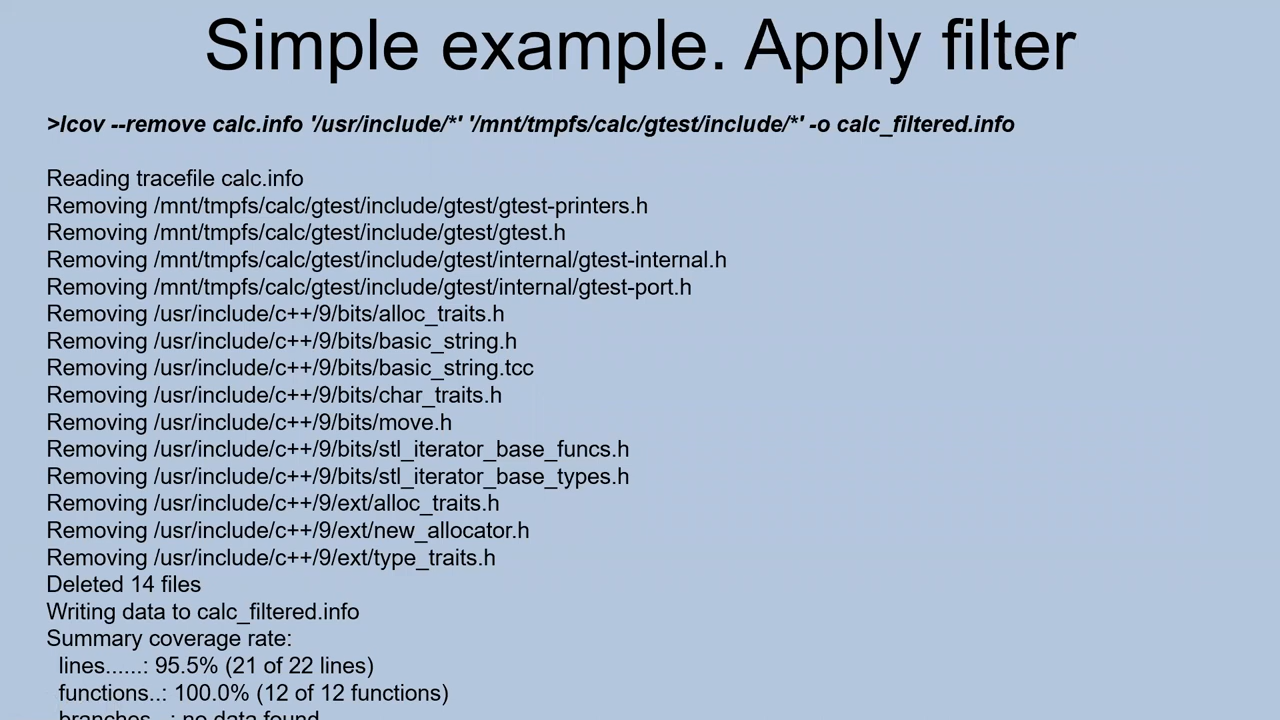 Simple example. Apply filter
>lcov --remove calc.info '/usr/include/*' '/mnt/tmpfs/calc/gtest/include/*' -o calc_filtered.info
Reading tracefile calc.info
Removing /mnt/tmpfs/calc/gtest/include/gtest/gtest-printers.h
Removing /mnt/tmpfs/calc/gtest/include/gtest/gtest.h
Removing /mnt/tmpfs/calc/gtest/include/gtest/internal/gtest-internal.h
Removing /mnt/tmpfs/calc/gtest/include/gtest/internal/gtest-port.h
Removing /usr/include/c++/9/bits/alloc_traits.h
Removing /usr/include/c++/9/bits/basic_string.h
Removing /usr/include/c++/9/bits/basic_string.tcc
Removing /usr/include/c++/9/bits/char_traits.h
Removing /usr/include/c++/9/bits/move.h
Removing /usr/include/c++/9/bits/stl_iterator_base_funcs.h
Removing /usr/include/c++/9/bits/stl_iterator_base_types.h
Removing /usr/include/c++/9/ext/alloc_traits.h
Removing /usr/include/c++/9/ext/new_allocator.h
Removing /usr/include/c++/9/ext/type_traits.h
Deleted 14 files
Writing data to calc_filtered.info
Summary coverage rate:
lines......: 95.5% (21 of 22 lines)
functions..: 100.0% (12 of 12 functions)
branches...: no data found